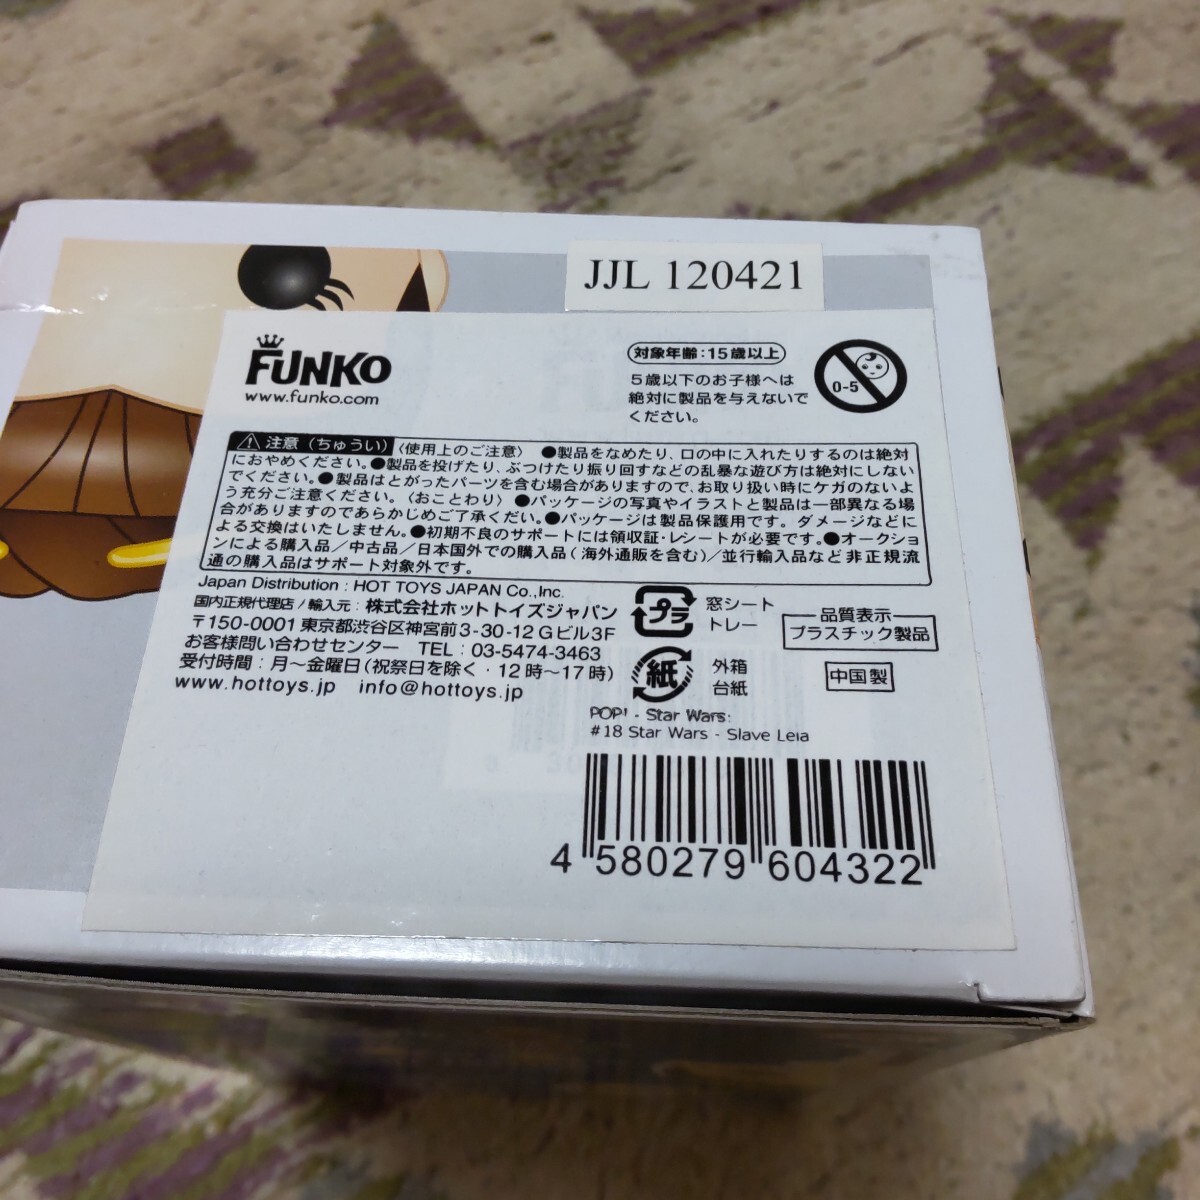 JJL 120421
FUNKO
www.funko.com
対象年齢：15歳以上
5歳以下のお子様へは
絶対に製品を与えないで
ください。
0-5
注意（ちゅうい）〈使用上のご注意〉 ●製品をなめたり、口の中に入れたりするのは絶対
におやめください。●製品を投げたり、ぶつけたり振り回すなどの乱暴な遊び方は絶対にしない
でください。●製品はとがったパーツを含む場合がありますので、お取り扱い時にケガのないよ
う充分ご注意ください。〈おことわり〉 ●パッケージの写真やイラストと製品は一部異なる場
合がありますのであらかじめご了承ください。●パッケージは製品保護用です。ダメージなどに
よる交換はいたしません。●初期不良のサポートには領収証・レシートが必要です。●オークショ
ンによる購入品／中古品／日本国外での購入品（海外通販を含む）／並行輸入品など非正規流
通の購入品はサポート対象外です。
Japan Distribution : HOT TOYS JAPAN Co.,Inc.
国内正規代理店 / 輸入元 : 株式会社ホットトイズジャパン
〒150-0001 東京都渋谷区神宮前3-30-12 Gビル3F
お客様問い合わせセンター TEL : 03-5474-3463
受付時間 : 月～金曜日（祝祭日を除く・12時～17時）
www.hottoys.jp info@hottoys.jp
プラ
窓シート
トレー
紙
外箱
台紙
品質表示
プラスチック製品
中国製
POP! - Star Wars:
#18 Star Wars - Slave Leia
4 580279 604322